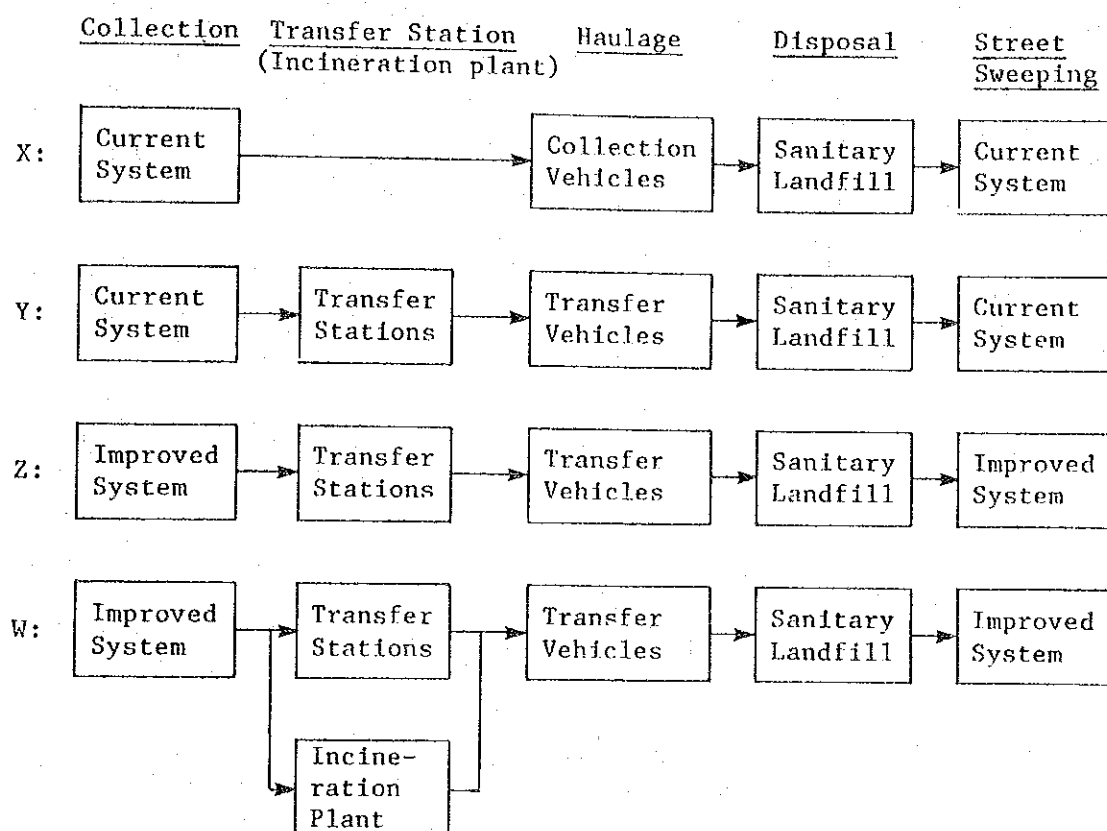 Collection Transfer Station Haulage Disposal Street
(Incineration plant) Sweeping
X: Current Collection Sanitary Current
System Vehicles Landfill System
Y: Current Transfer Transfer Sanitary Current
System Stations Vehicles Landfill System
Z: Improved Transfer Transfer Sanitary Improved
System Stations Vehicles Landfill System
W: Improved Transfer Transfer Sanitary Improved
System Stations Vehicles Landfill System
Incine-
ration
Plant